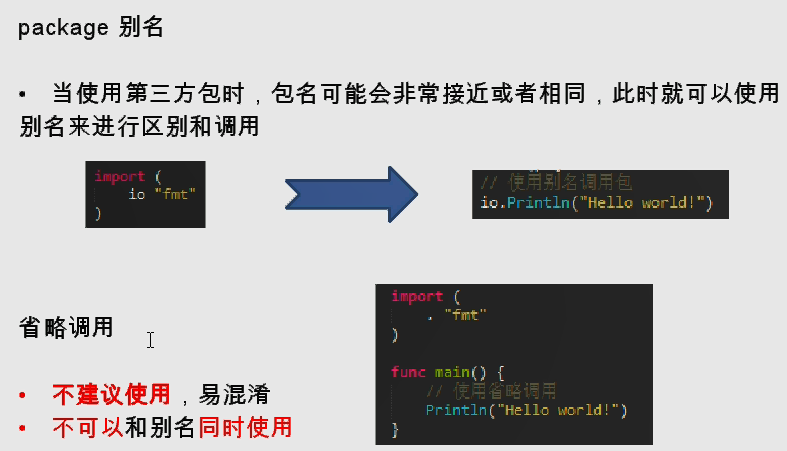 package 别名
• 当使用第三方包时，包名可能会非常接近或者相同，此时就可以使用
别名来进行区别和调用
import (
io "fmt"
)
// 使用别名调用包
io.Println("Hello world!")
省略调用
• 不建议使用，易混淆
• 不可以和别名同时使用
import (
. "fmt"
)
func main() {
// 使用省略调用
Println("Hello world!")
}